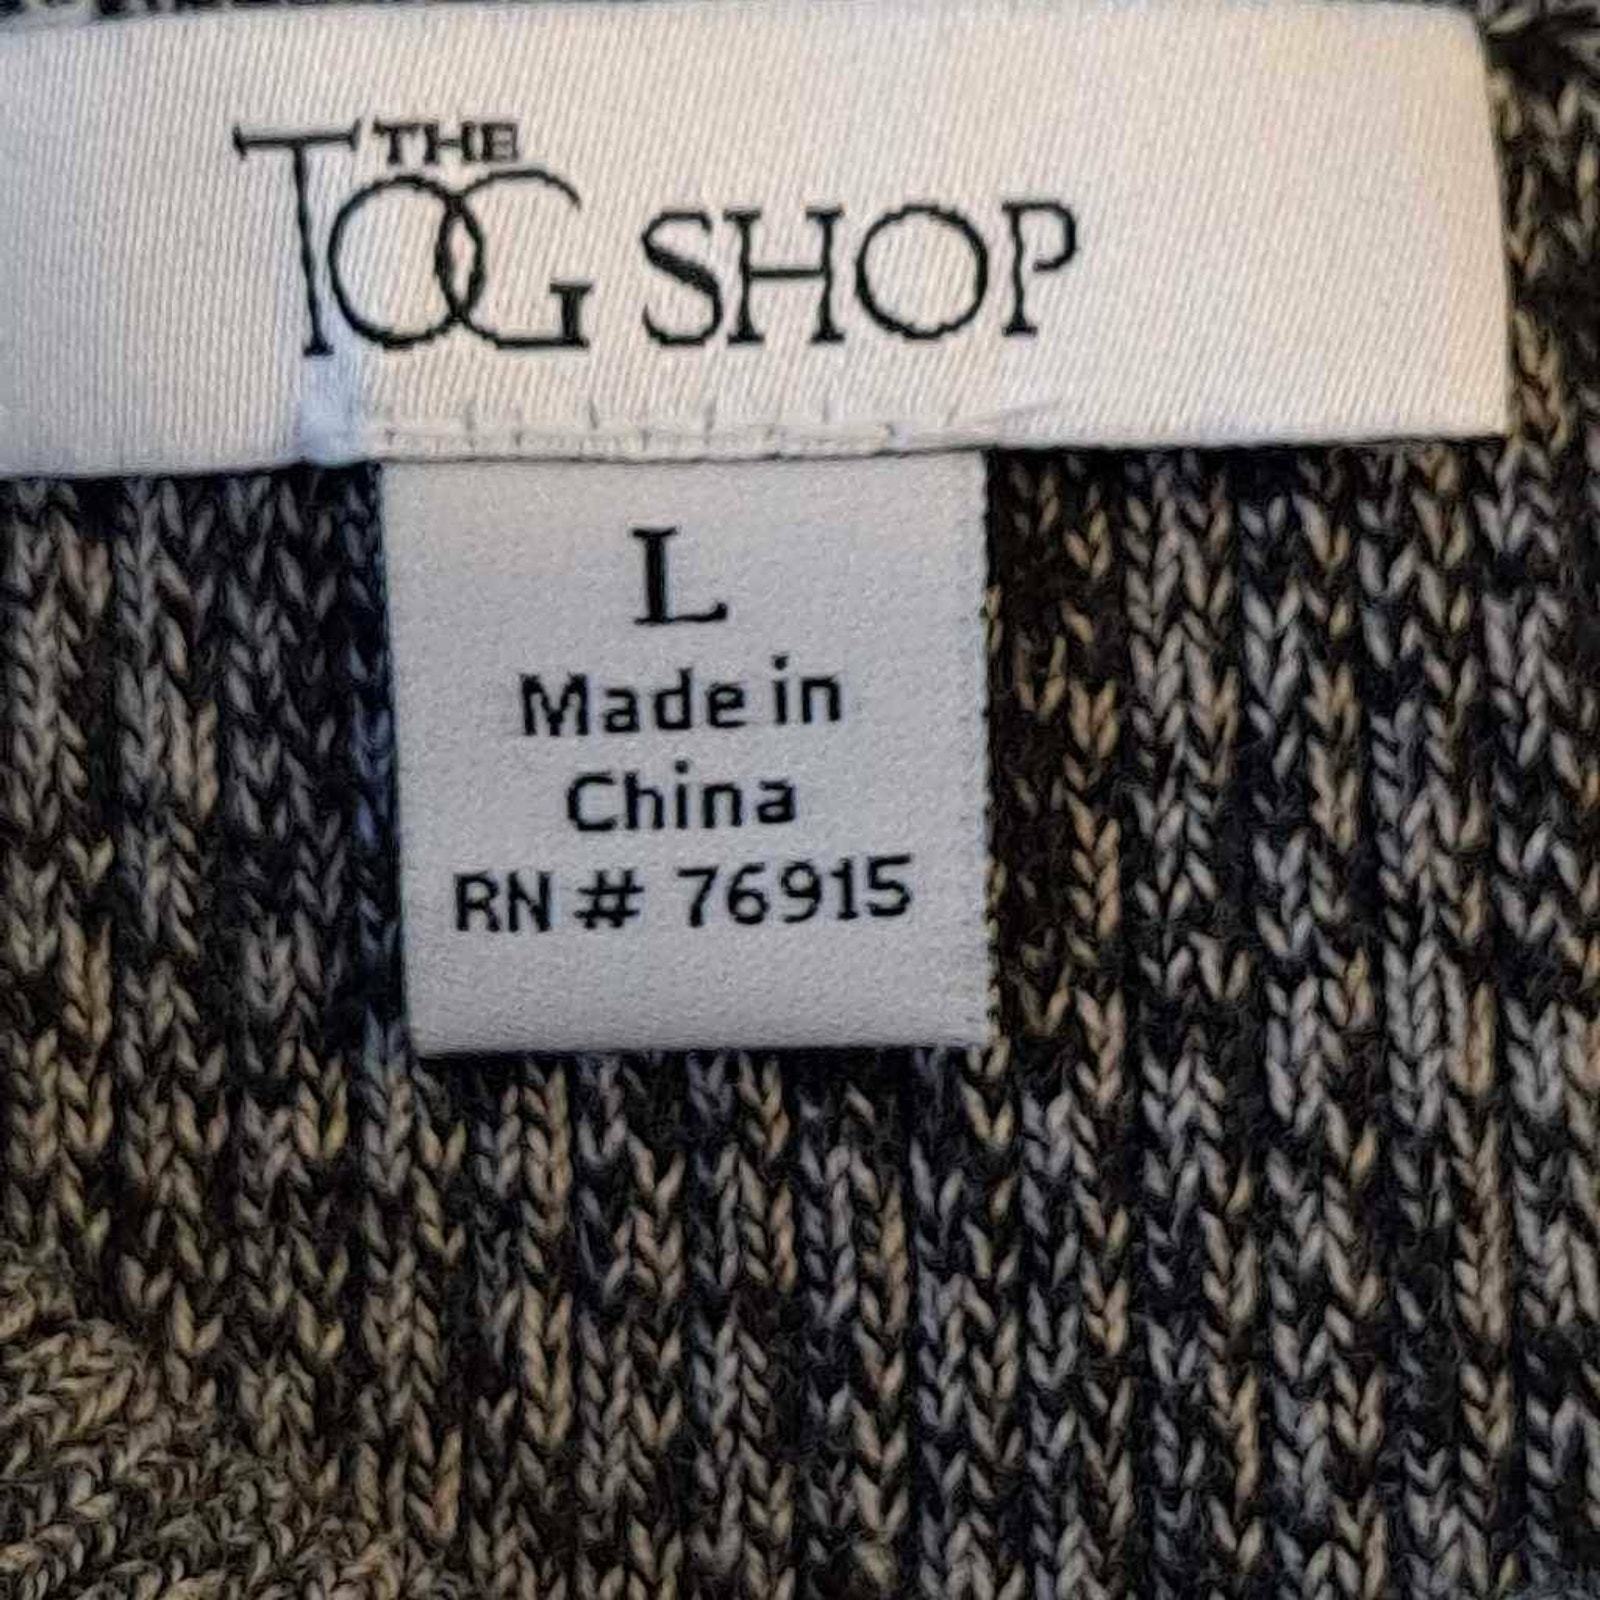 THE
TOG SHOP
L
Made in
China
RN # 76915